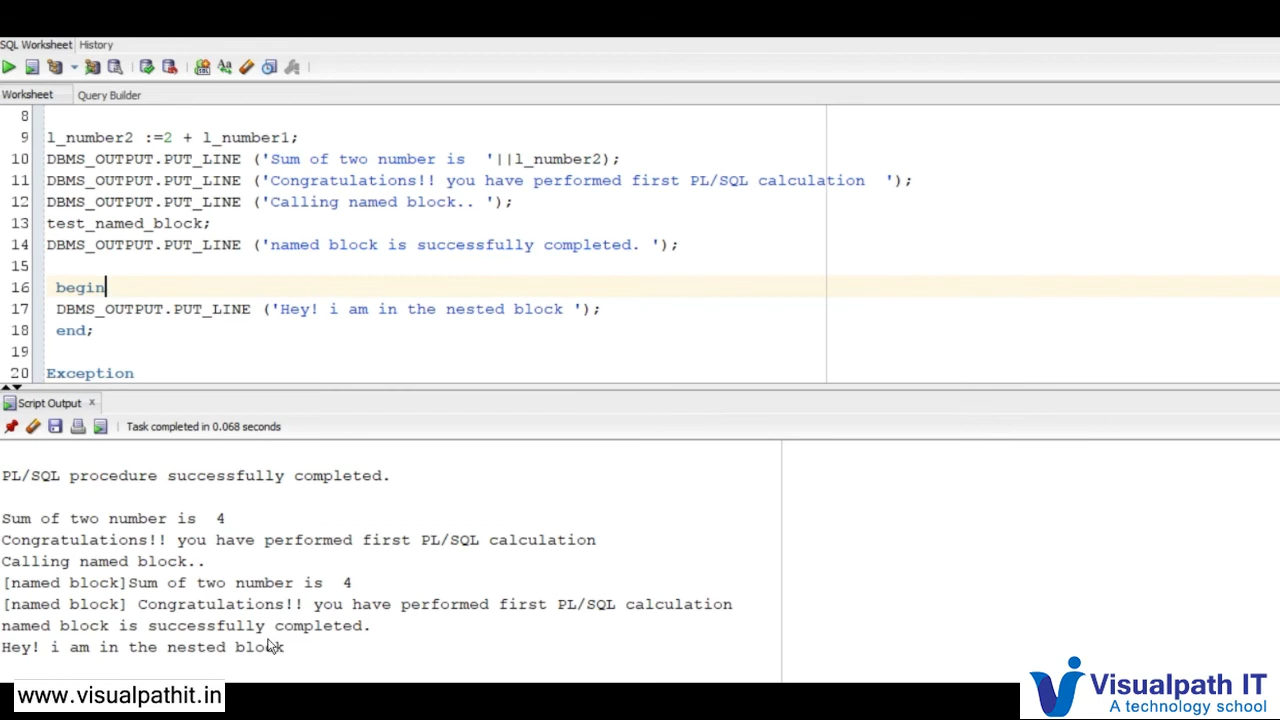 SQL Worksheet History
Worksheet Query Builder
8
9 l_number2 :=2 + l_number1;
10 DBMS_OUTPUT.PUT_LINE ('Sum of two number is  '||l_number2);
11 DBMS_OUTPUT.PUT_LINE ('Congratulations!! you have performed first PL/SQL calculation  ');
12 DBMS_OUTPUT.PUT_LINE ('Calling named block.. ');
13 test_named_block;
14 DBMS_OUTPUT.PUT_LINE ('named block is successfully completed. ');
15
16 begin
17 DBMS_OUTPUT.PUT_LINE ('Hey! i am in the nested block ');
18 end;
19
20 Exception
Script Output ×
Task completed in 0.068 seconds
PL/SQL procedure successfully completed.
Sum of two number is  4
Congratulations!! you have performed first PL/SQL calculation
Calling named block..
[named block]Sum of two number is  4
[named block] Congratulations!! you have performed first PL/SQL calculation
named block is successfully completed.
Hey! i am in the nested block
www.visualpathit.in
Visualpath IT
A technology school